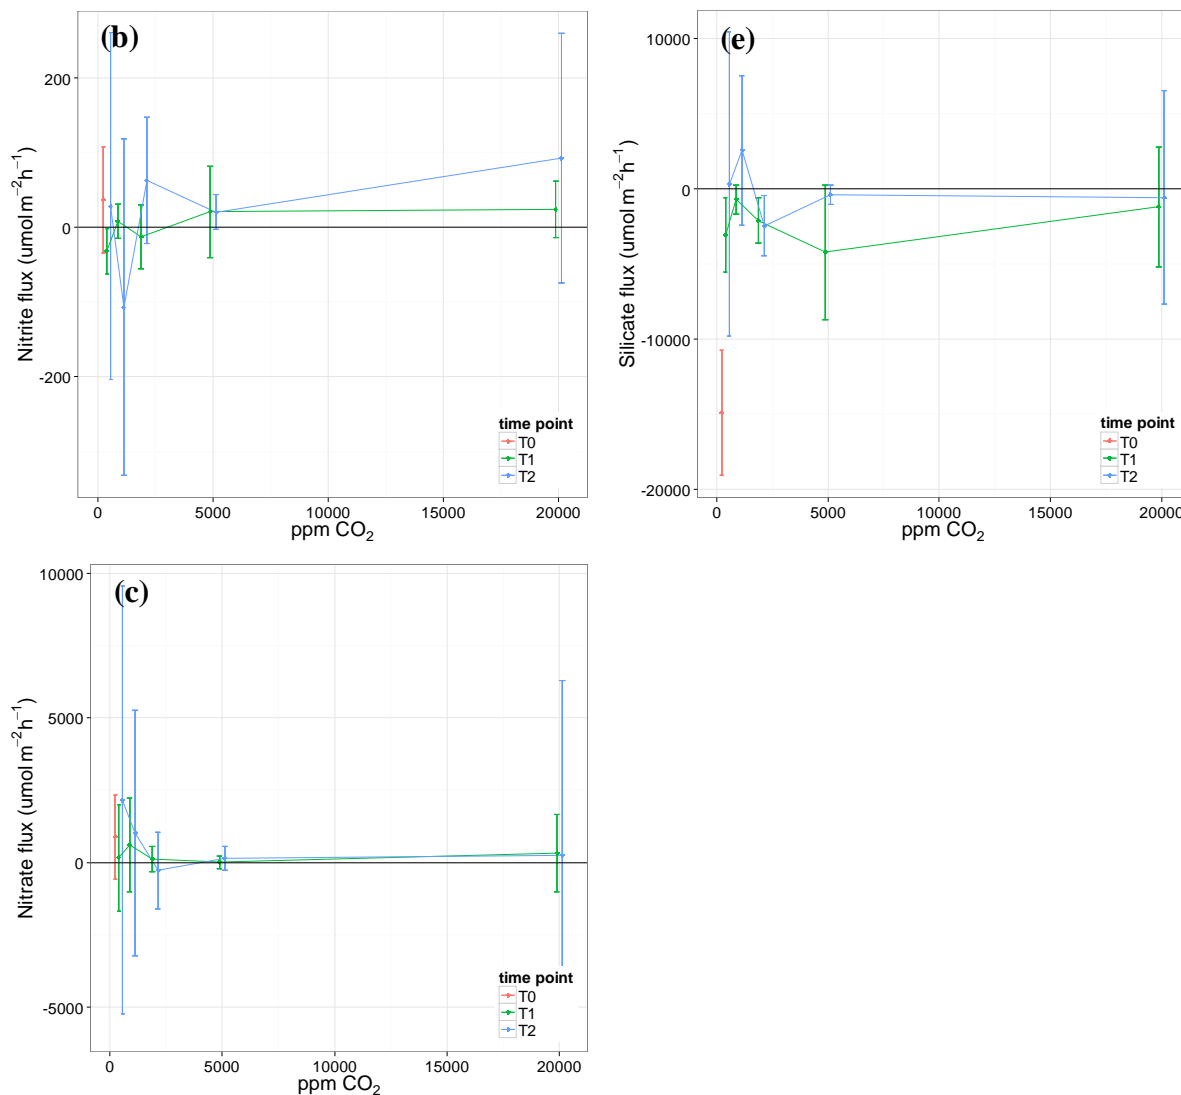 (b)
Nitrite flux (umol m⁻²h⁻¹)
200
0
-200
time point
T0
T1
T2
0 5000 10000 15000 20000
ppm CO₂
(e)
Silicate flux (umol m⁻²h⁻¹)
10000
0
-10000
-20000
time point
T0
T1
T2
0 5000 10000 15000 20000
ppm CO₂
(c)
Nitrate flux (umol m⁻²h⁻¹)
10000
5000
0
-5000
time point
T0
T1
T2
0 5000 10000 15000 20000
ppm CO₂